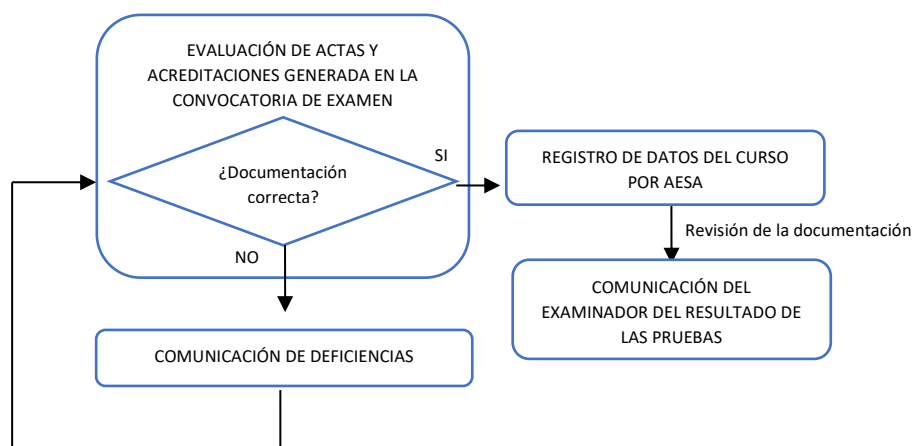 EVALUACIÓN DE ACTAS Y
ACREDITACIONES GENERADA EN LA
CONVOCATORIA DE EXAMEN
¿Documentación
correcta?
SI
NO
REGISTRO DE DATOS DEL CURSO
POR AESA
Revisión de la documentación
COMUNICACIÓN DEL
EXAMINADOR DEL RESULTADO DE
LAS PRUEBAS
COMUNICACIÓN DE DEFICIENCIAS